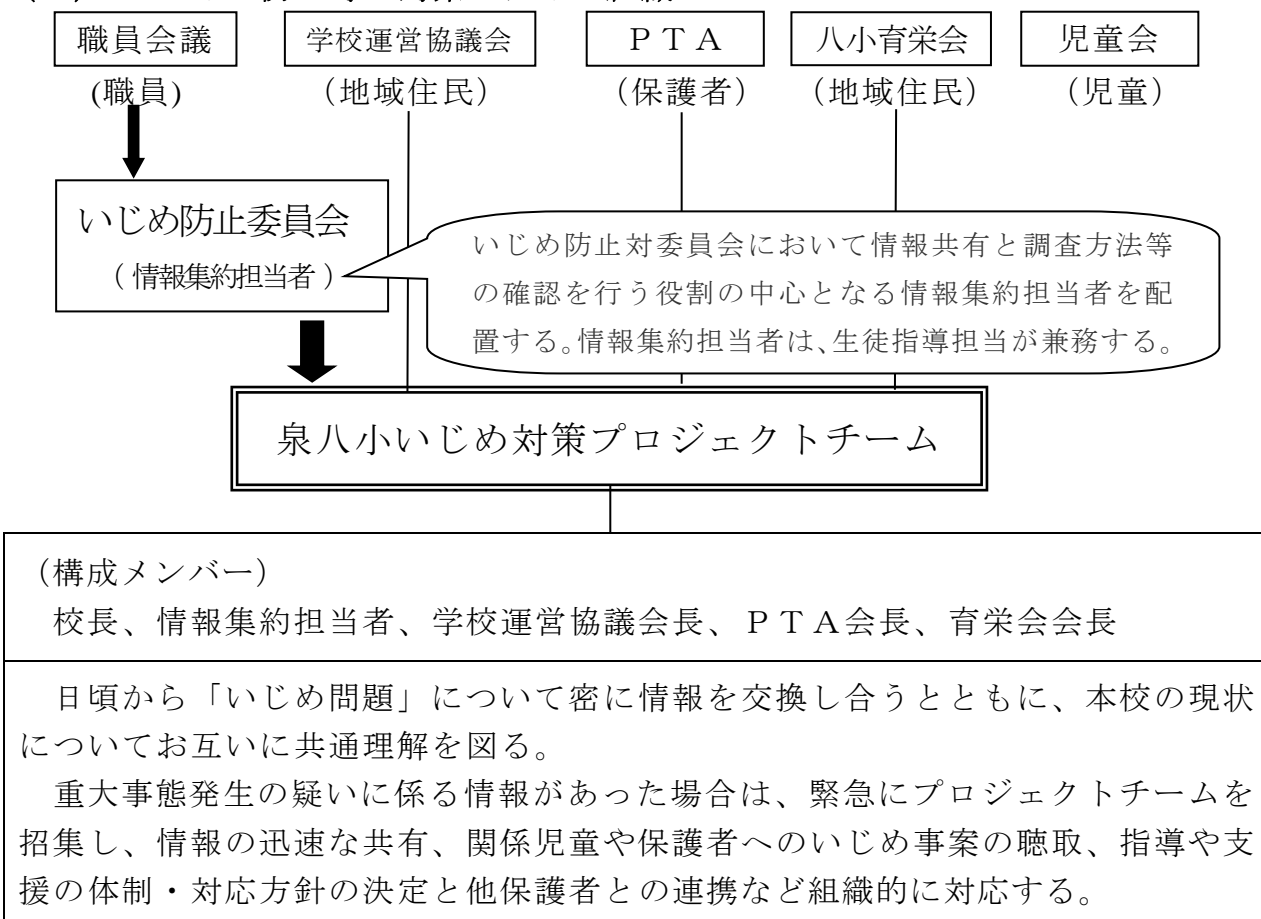 職員会議 学校運営協議会 ＰＴＡ 八小育栄会 児童会
(職員) （地域住民） （保護者） （地域住民） （児童）
いじめ防止委員会
（情報集約担当者）
いじめ防止対委員会において情報共有と調査方法等
の確認を行う役割の中心となる情報集約担当者を配
置する。情報集約担当者は、生徒指導担当が兼務する。
泉八小いじめ対策プロジェクトチーム
（構成メンバー）
校長、情報集約担当者、学校運営協議会長、ＰＴＡ会長、育栄会会長
日頃から「いじめ問題」について密に情報を交換し合うとともに、本校の現状
についてお互いに共通理解を図る。
重大事態発生の疑いに係る情報があった場合は、緊急にプロジェクトチームを
招集し、情報の迅速な共有、関係児童や保護者へのいじめ事案の聴取、指導や支
援の体制・対応方針の決定と他保護者との連携など組織的に対応する。